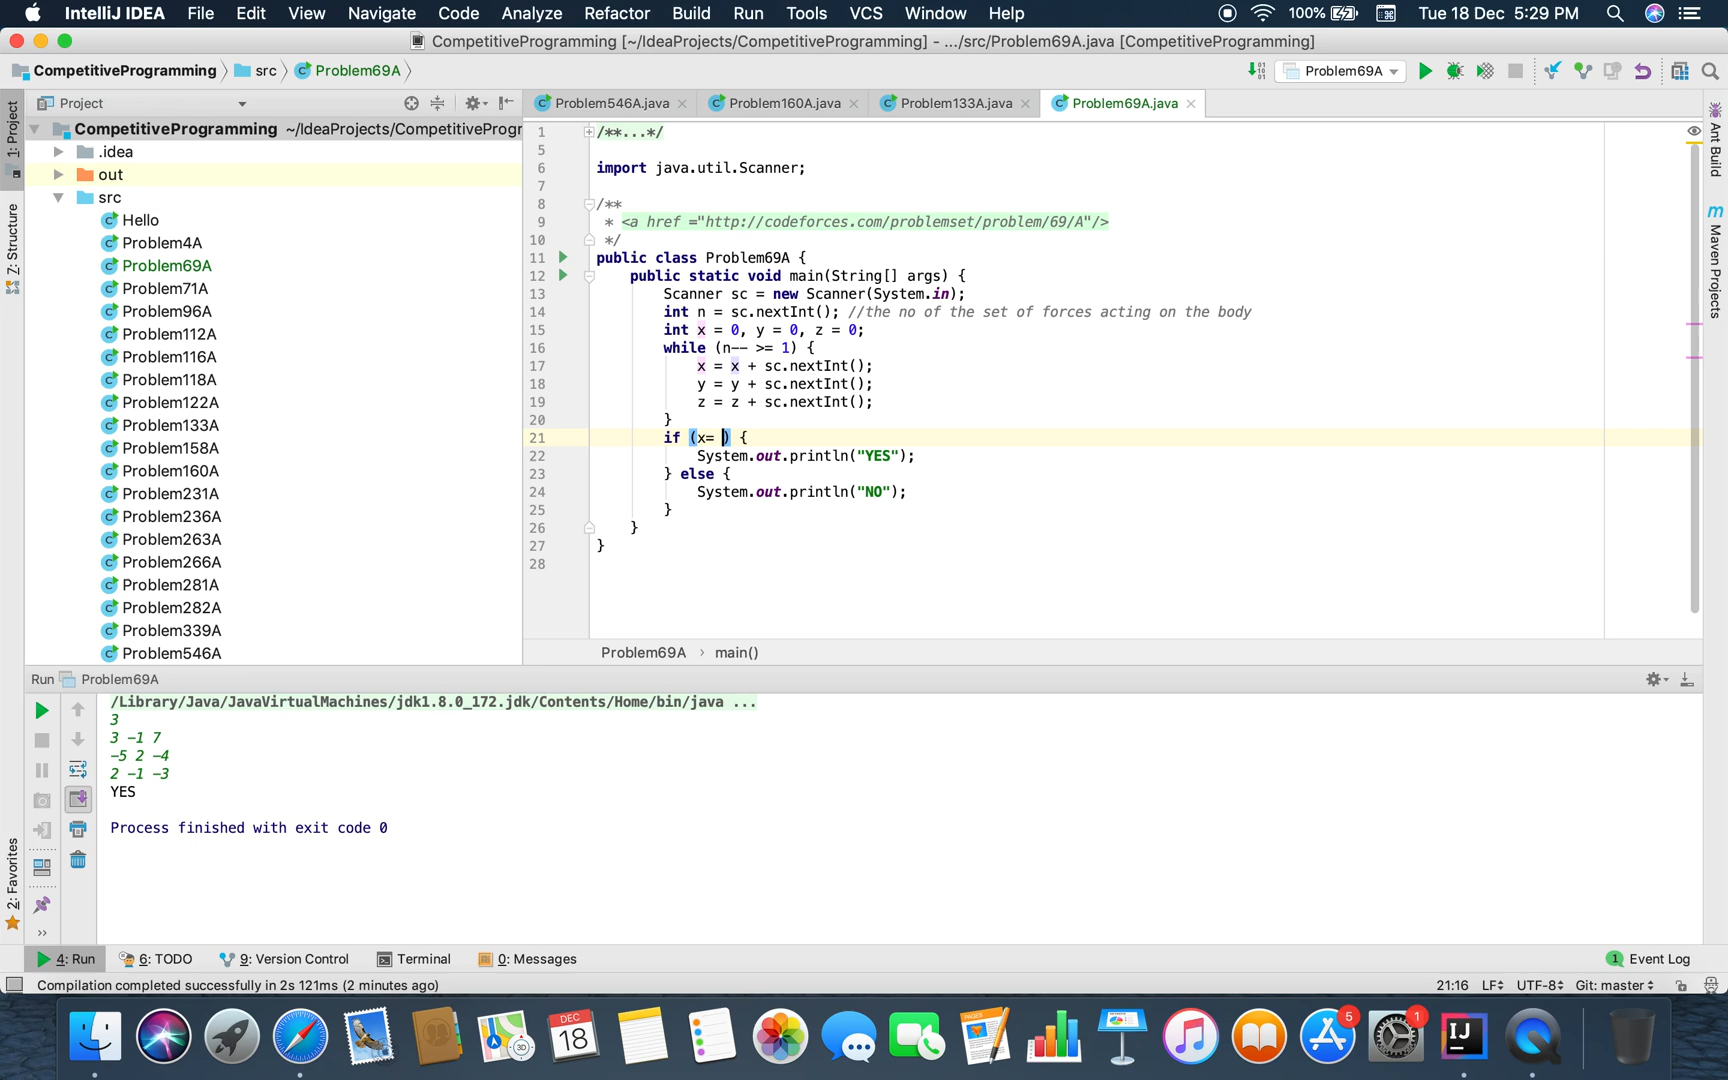 IntelliJ IDEA File Edit View Navigate Code Analyze Refactor Build Run Tools VCS Window Help 100% Tue 18 Dec 5:29 PM
CompetitiveProgramming [~/IdeaProjects/CompetitiveProgramming] - .../src/Problem69A.java [CompetitiveProgramming]
CompetitiveProgramming src Problem69A Problem69A
Project Problem546A.java Problem160A.java Problem133A.java Problem69A.java
1: Project
Z: Structure
2: Favorites
CompetitiveProgramming ~/IdeaProjects/CompetitiveProgr
.idea
out
src
Hello
Problem4A
Problem69A
Problem71A
Problem96A
Problem112A
Problem116A
Problem118A
Problem122A
Problem133A
Problem158A
Problem160A
Problem231A
Problem236A
Problem263A
Problem266A
Problem281A
Problem282A
Problem339A
Problem546A
1 /**...*/
5
6 import java.util.Scanner;
7
8 /**
9 * <a href ="http://codeforces.com/problemset/problem/69/A"/>
10 */
11 public class Problem69A {
12 public static void main(String[] args) {
13 Scanner sc = new Scanner(System.in);
14 int n = sc.nextInt(); //the no of the set of forces acting on the body
15 int x = 0, y = 0, z = 0;
16 while (n-- >= 1) {
17 x = x + sc.nextInt();
18 y = y + sc.nextInt();
19 z = z + sc.nextInt();
20 }
21 if (x= ) {
22 System.out.println("YES");
23 } else {
24 System.out.println("NO");
25 }
26 }
27 }
28
Problem69A › main()
Ant Build
m Maven Projects
Run Problem69A
/Library/Java/JavaVirtualMachines/jdk1.8.0_172.jdk/Contents/Home/bin/java ...
3
3 -1 7
-5 2 -4
2 -1 -3
YES
Process finished with exit code 0
4: Run 6: TODO 9: Version Control Terminal 0: Messages 1 Event Log
Compilation completed successfully in 2s 121ms (2 minutes ago) 21:16 LF UTF-8 Git: master
3D
DEC
18
PAGES
5
1
IJ